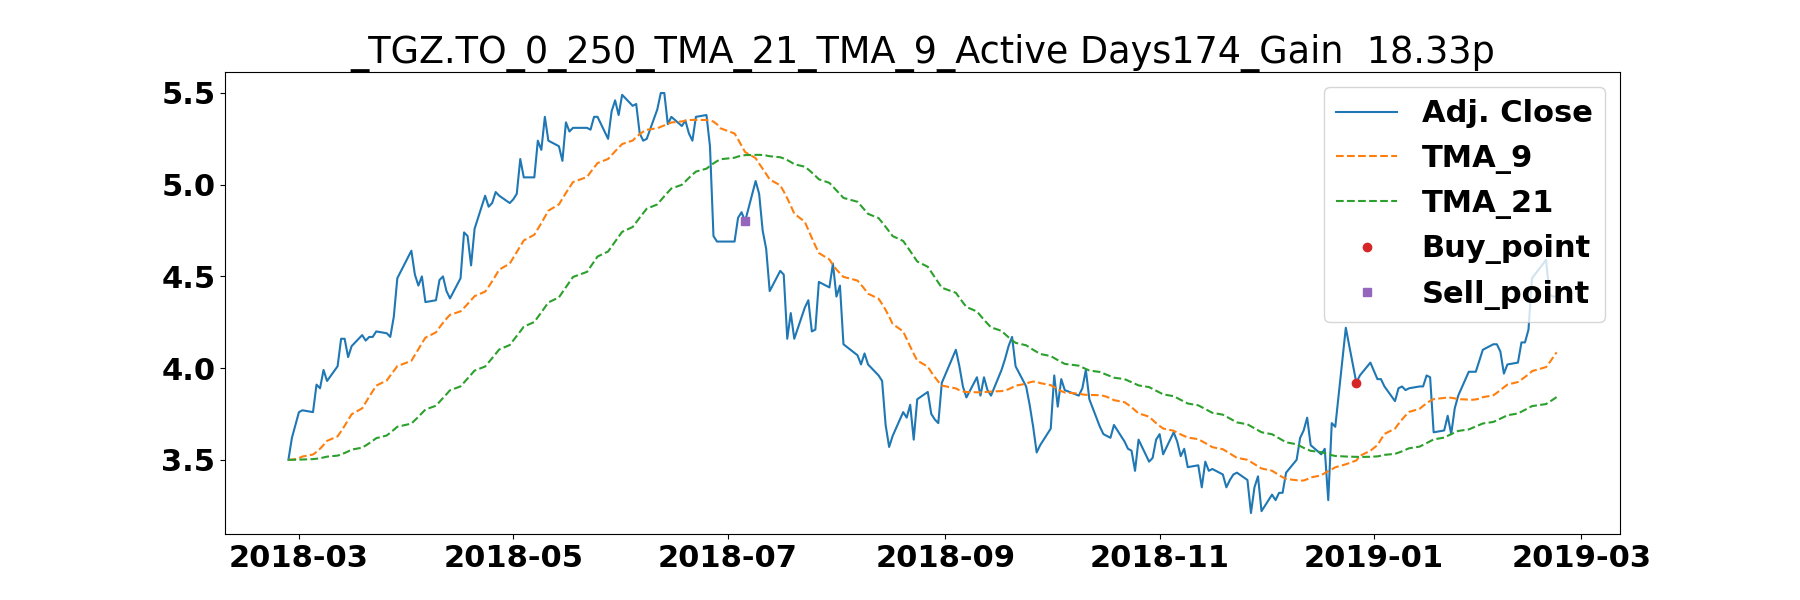 _TGZ.TO_0_250_TMA_21_TMA_9_Active Days174_Gain  18.33p
5.5
5.0
4.5
4.0
3.5
Adj. Close
TMA_9
TMA_21
Buy_point
Sell_point
2018-03 2018-05 2018-07 2018-09 2018-11 2019-01 2019-03